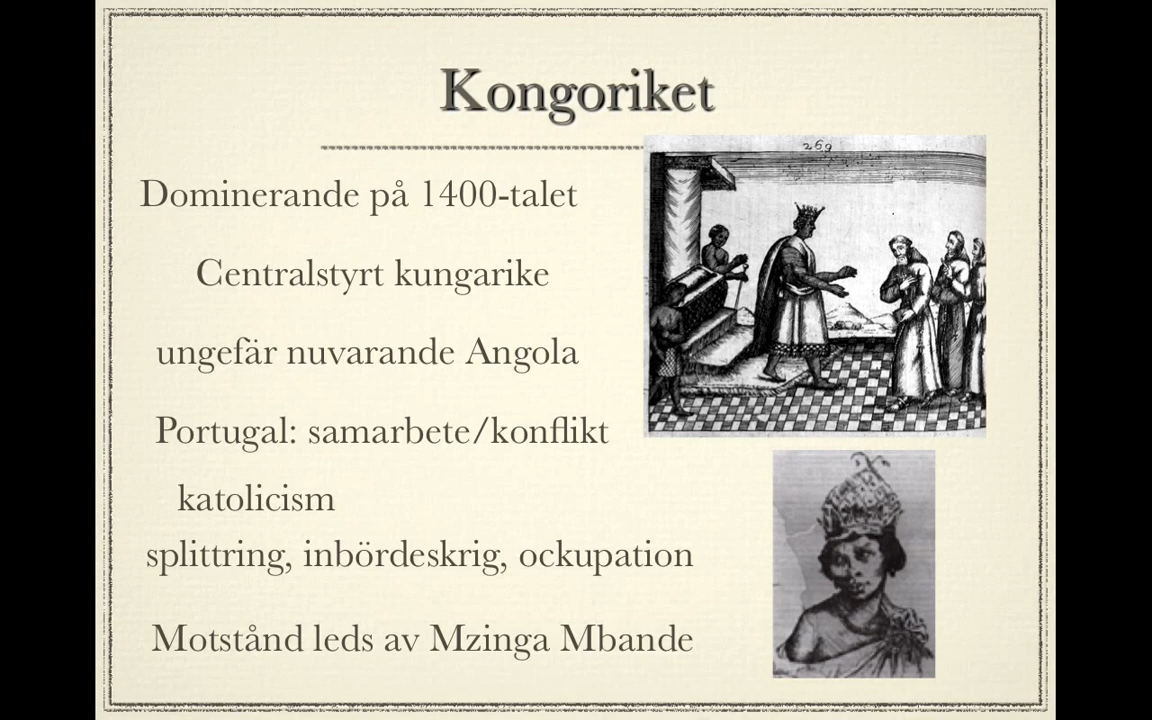 Kongoriket
269
Dominerande på 1400-talet
Centralstyrt kungarike
ungefär nuvarande Angola
Portugal: samarbete/konflikt
katolicism
splittring, inbördeskrig, ockupation
Motstånd leds av Mzinga Mbande